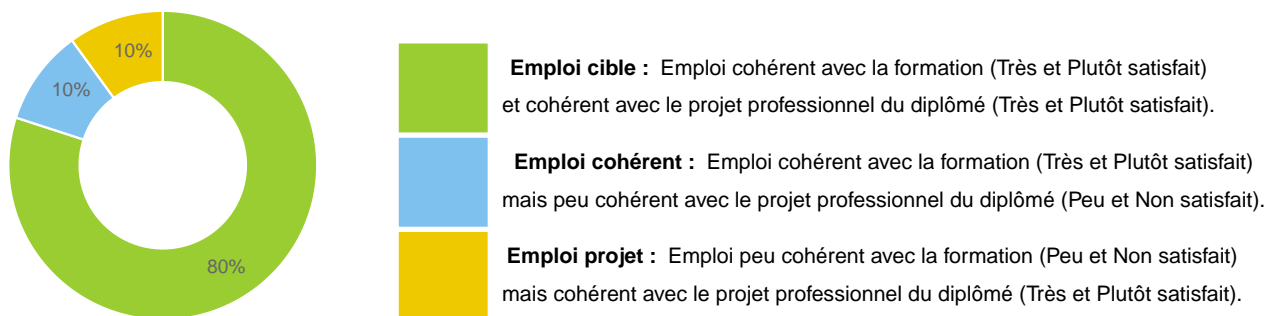 10%
10%
80%
Emploi cible : Emploi cohérent avec la formation (Très et Plutôt satisfait)
et cohérent avec le projet professionnel du diplômé (Très et Plutôt satisfait).
Emploi cohérent : Emploi cohérent avec la formation (Très et Plutôt satisfait)
mais peu cohérent avec le projet professionnel du diplômé (Peu et Non satisfait).
Emploi projet : Emploi peu cohérent avec la formation (Peu et Non satisfait)
mais cohérent avec le projet professionnel du diplômé (Très et Plutôt satisfait).